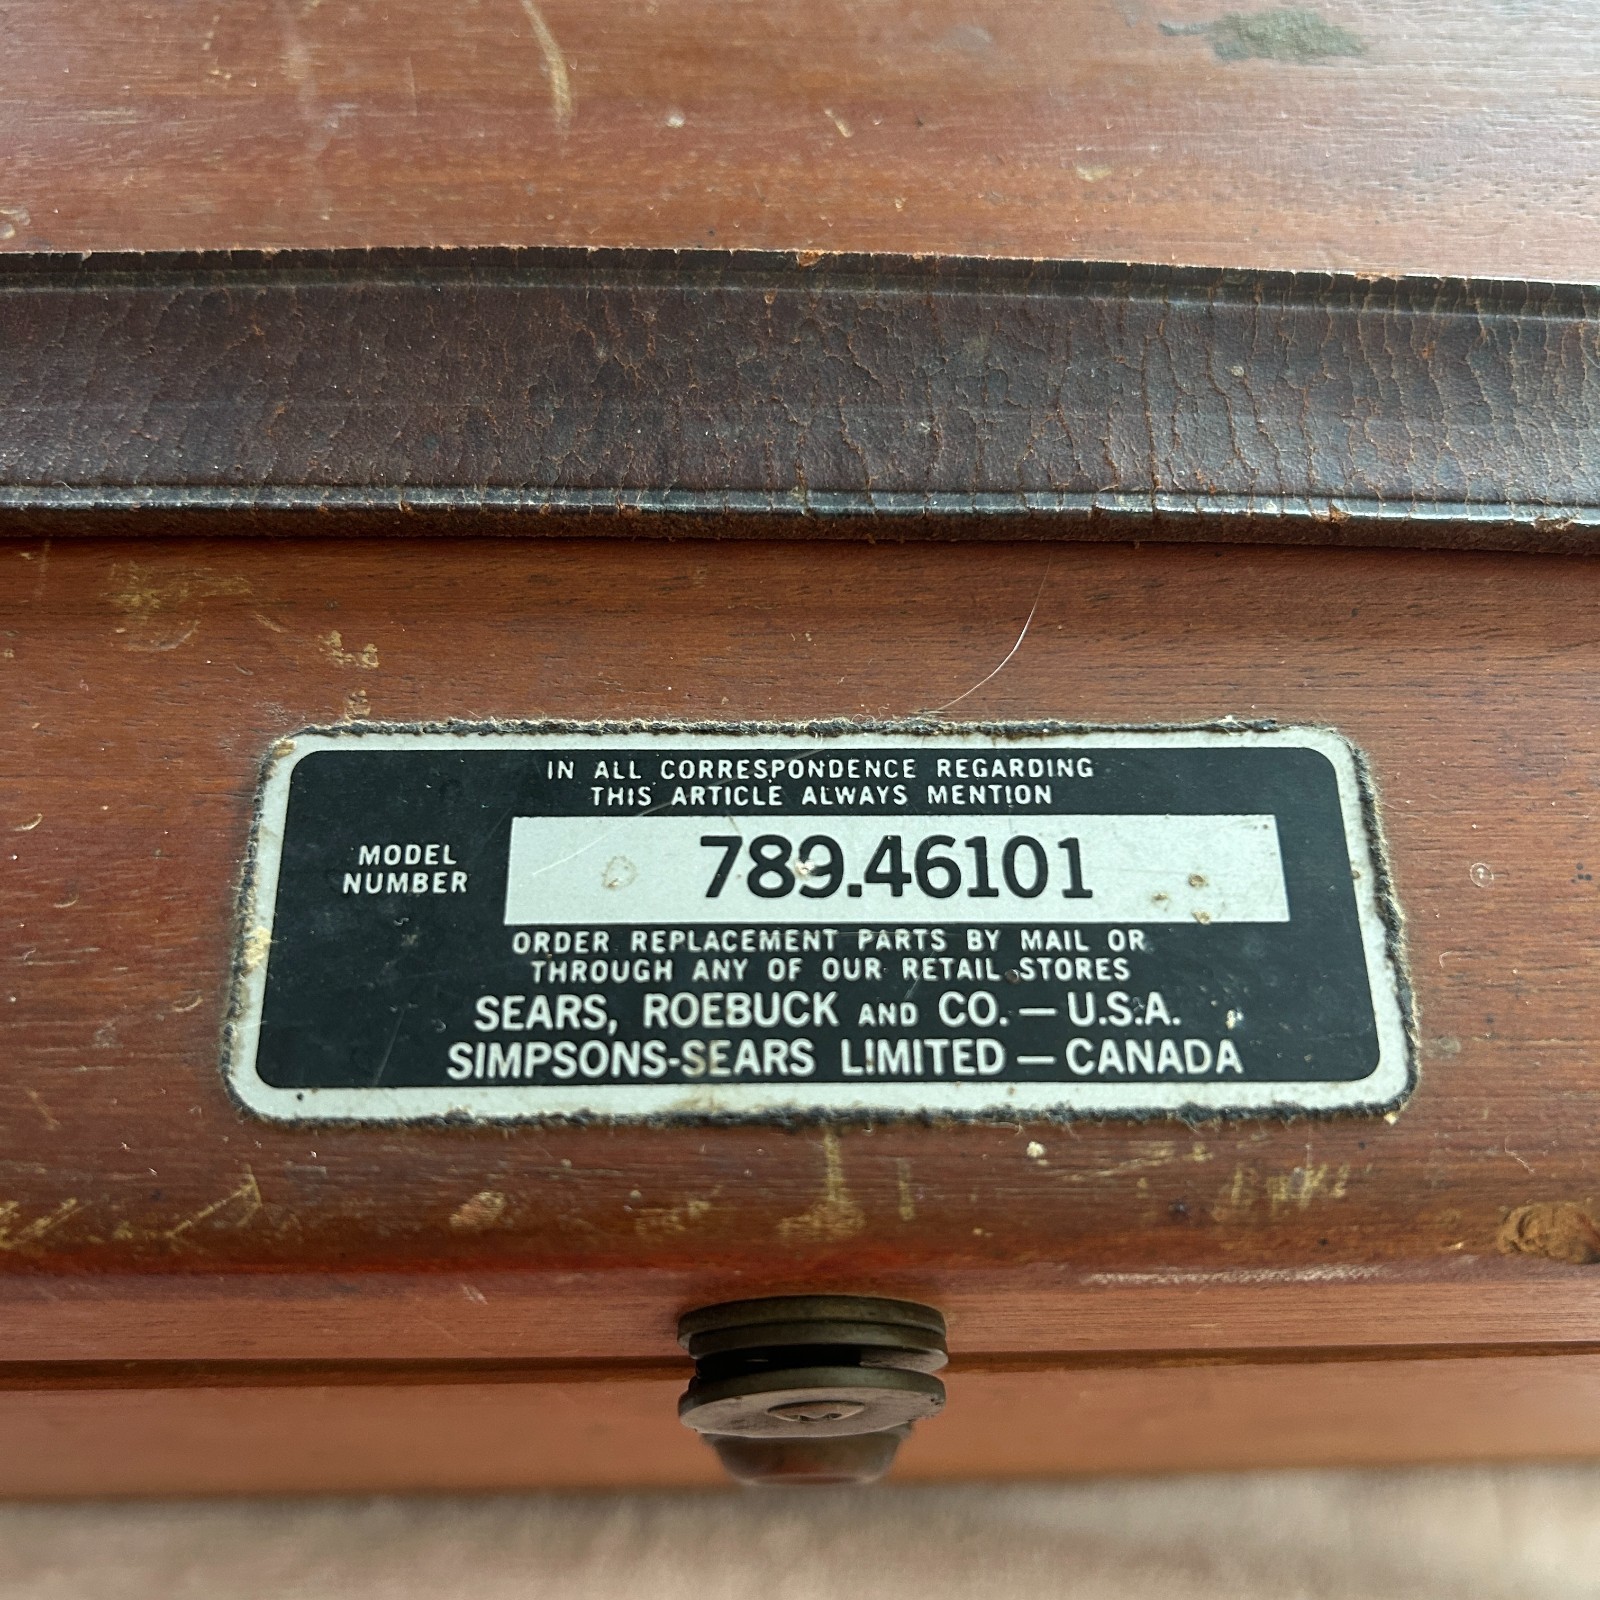 IN ALL CORRESPONDENCE REGARDING
THIS ARTICLE ALWAYS MENTION
MODEL
NUMBER
789.46101
ORDER REPLACEMENT PARTS BY MAIL OR
THROUGH ANY OF OUR RETAIL STORES
SEARS, ROEBUCK AND CO. — U.S.A.
SIMPSONS-SEARS LIMITED — CANADA